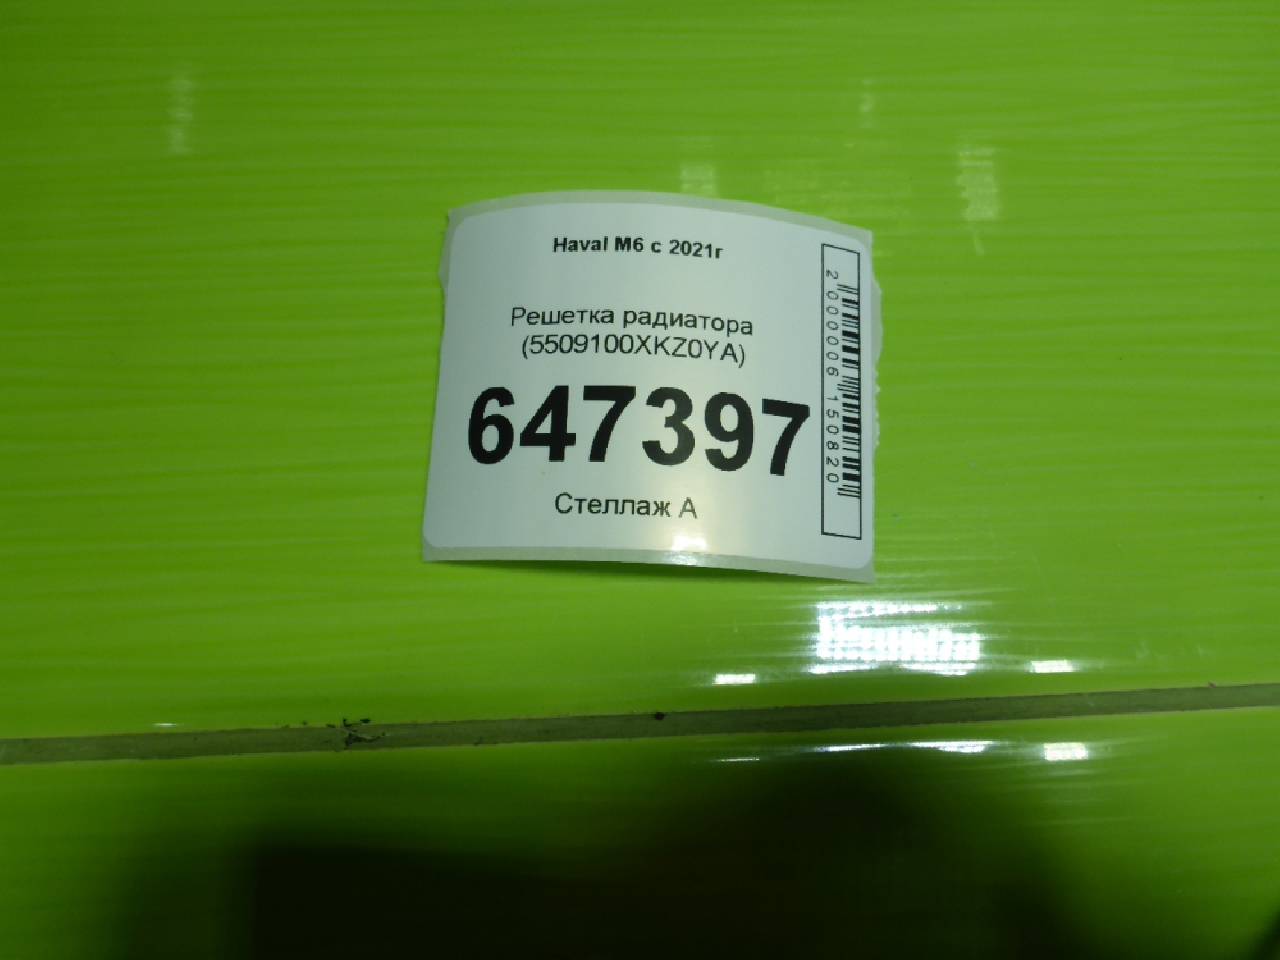 Haval M6 с 2021г
Решетка радиатора
(5509100XKZ0YA)
647397
Стеллаж А
2000006150820